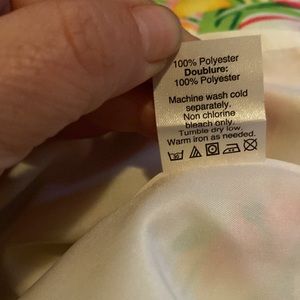 100% Polyester
Doublure:
100% Polyester
Machine wash cold
separately.
Non chlorine
bleach only.
Tumble dry low.
Warm iron as needed.